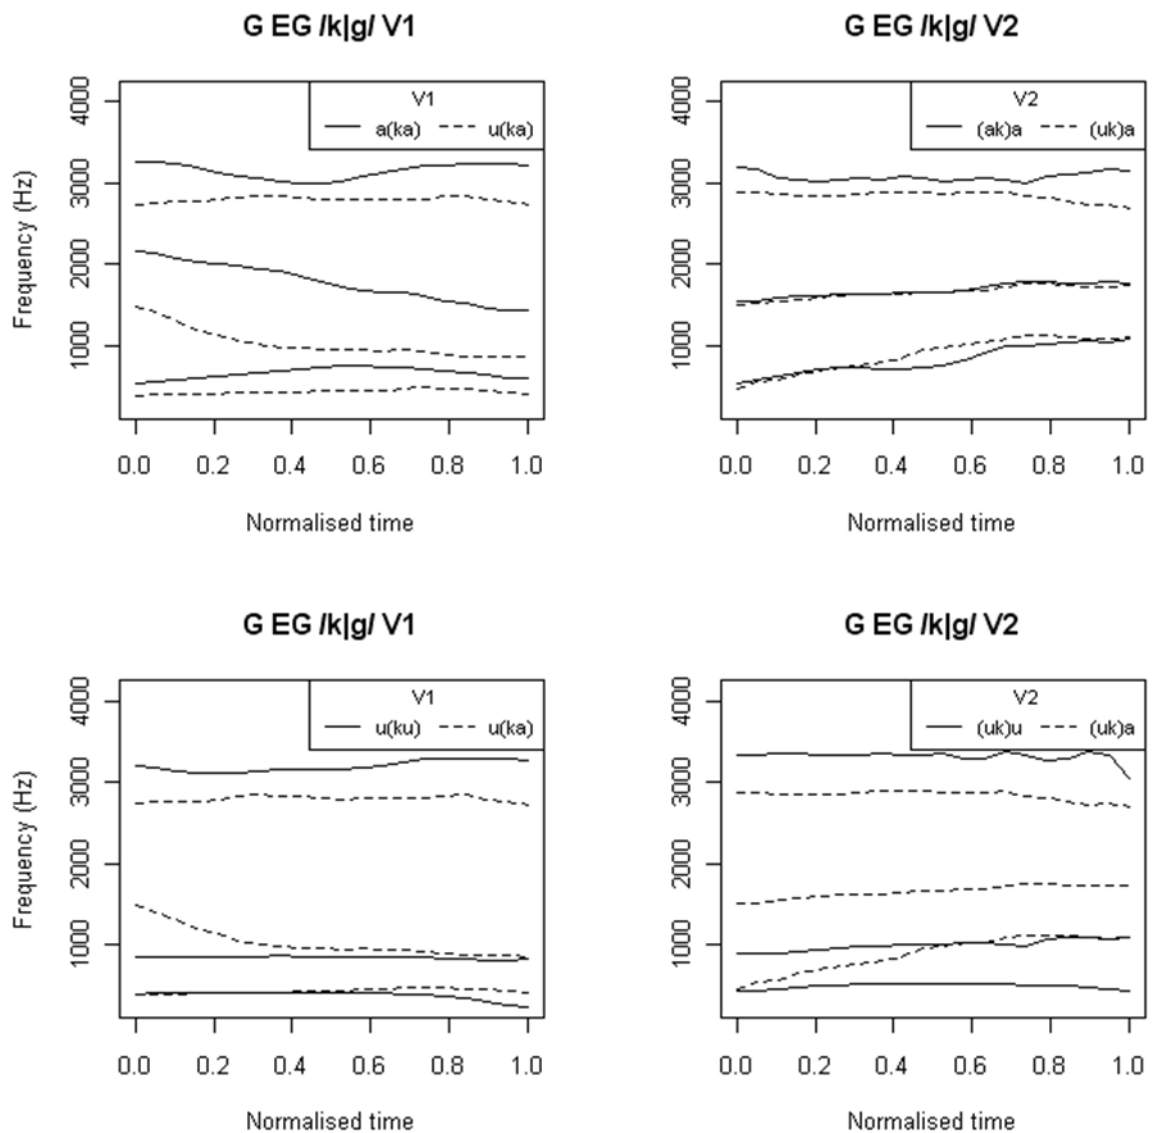 G EG /k|g/ V1
Frequency (Hz)
4000
3000
2000
1000
V1
a(ka) u(ka)
0.0 0.2 0.4 0.6 0.8 1.0
Normalised time
G EG /k|g/ V2
4000
3000
2000
1000
V2
(ak)a (uk)a
0.0 0.2 0.4 0.6 0.8 1.0
Normalised time
G EG /k|g/ V1
Frequency (Hz)
4000
3000
2000
1000
V1
u(ku) u(ka)
0.0 0.2 0.4 0.6 0.8 1.0
Normalised time
G EG /k|g/ V2
4000
3000
2000
1000
V2
(uk)u (uk)a
0.0 0.2 0.4 0.6 0.8 1.0
Normalised time